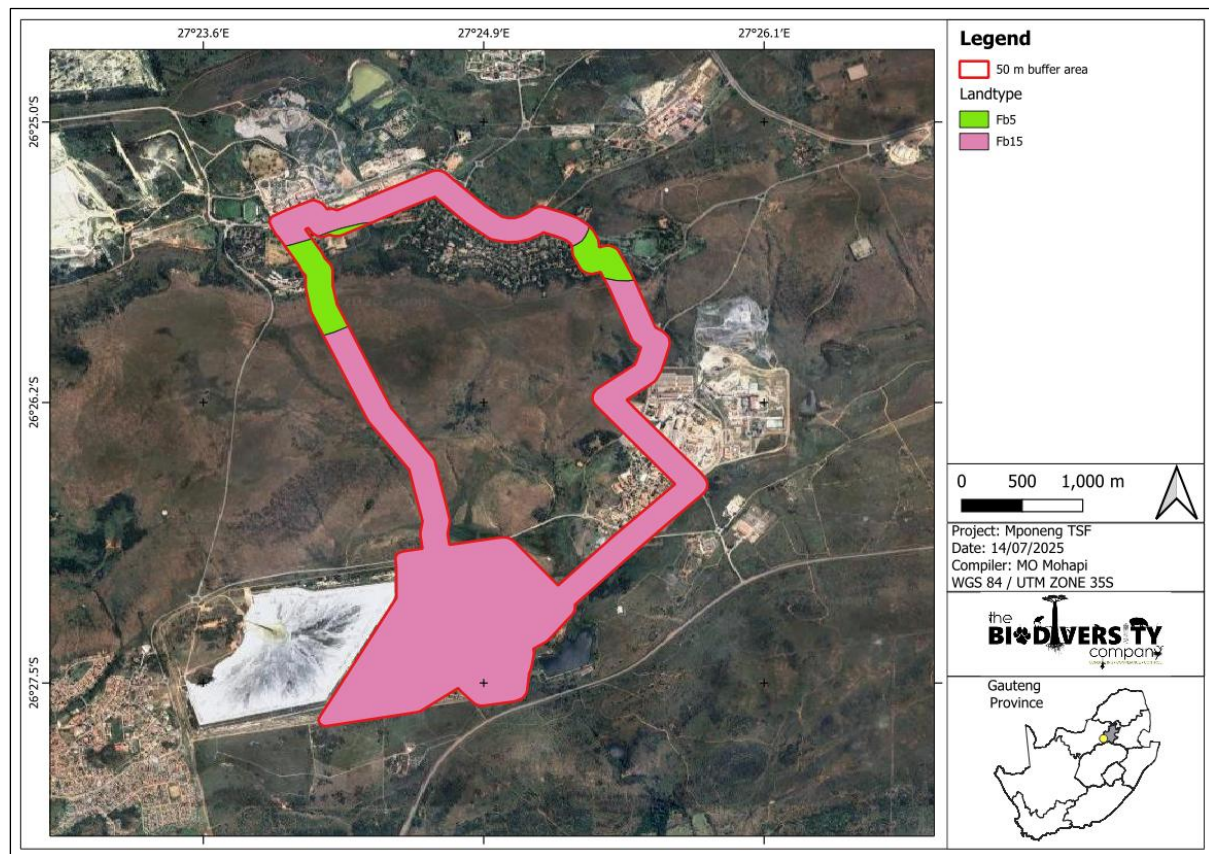 27°23.6'E
27°24.9'E
27°26.1'E
26°25.0'S
26°26.2'S
26°27.5'S
Legend
50 m buffer area
Landtype
Fb5
Fb15
0 500 1,000 m
Project: Mponeng TSF
Date: 14/07/2025
Compiler: MO Mohapi
WGS 84 / UTM ZONE 35S
the
BIODIVERSITY
company
Gauteng
Province